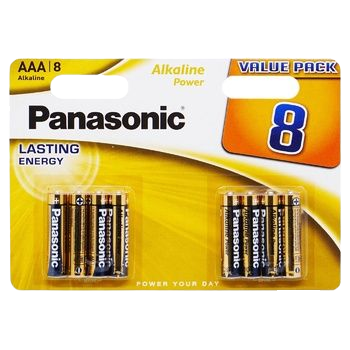 AAA|8
Alkaline
Alkaline
Power
VALUE PACK
8
Panasonic
LASTING
ENERGY
POWER YOUR DAY